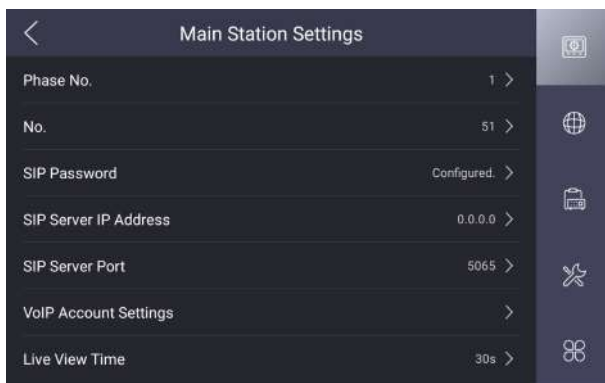 Main Station Settings
Phase No. 1
No. 51
SIP Password Configured.
SIP Server IP Address 0.0.0.0
SIP Server Port 5065
VoIP Account Settings
Live View Time 30s